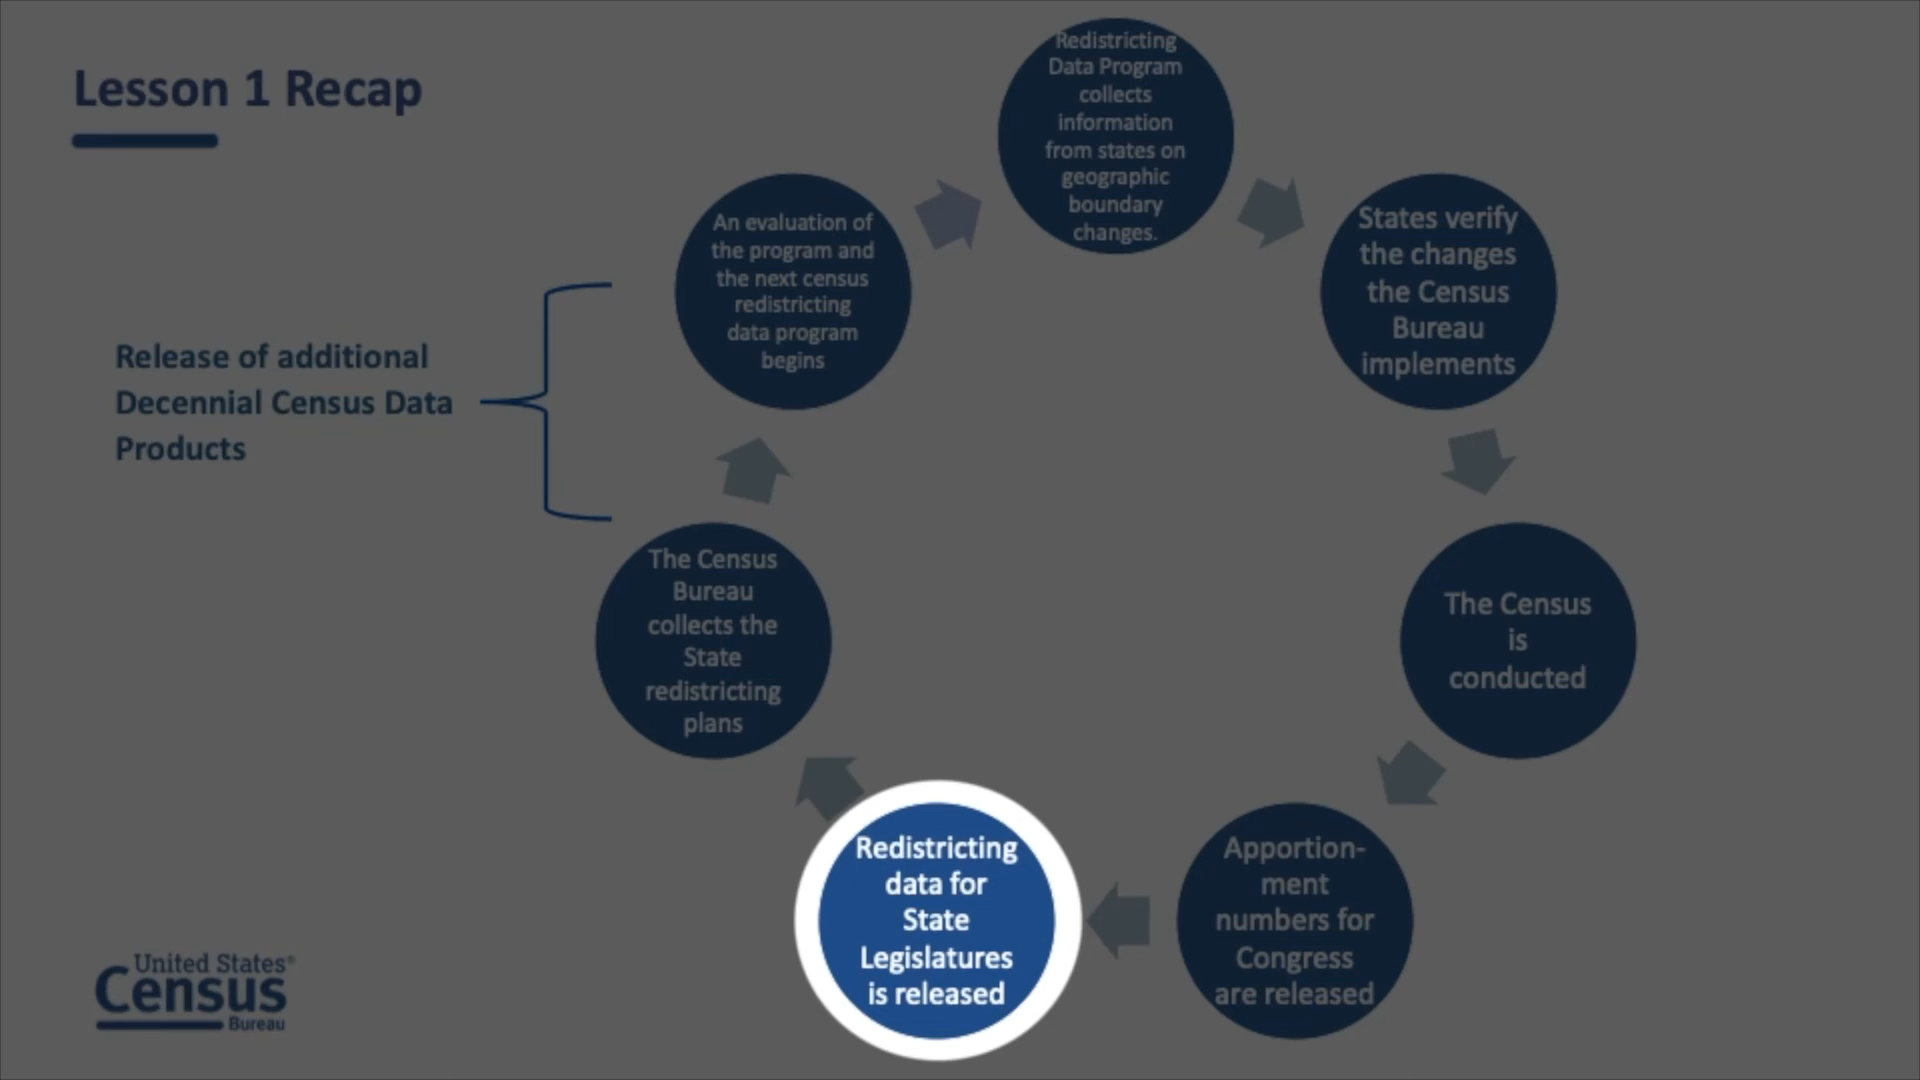 Lesson 1 Recap
Redistricting
Data Program
collects
information
from states on
geographic
boundary
changes.
States verify
the changes
the Census
Bureau
implements
The Census
is
conducted
Apportion-
ment
numbers for
Congress
are released
Redistricting
data for
State
Legislatures
is released
The Census
Bureau
collects the
State
redistricting
plans
An evaluation of
the program and
the next census
redistricting
data program
begins
Release of additional
Decennial Census Data
Products
United States®
Census
Bureau